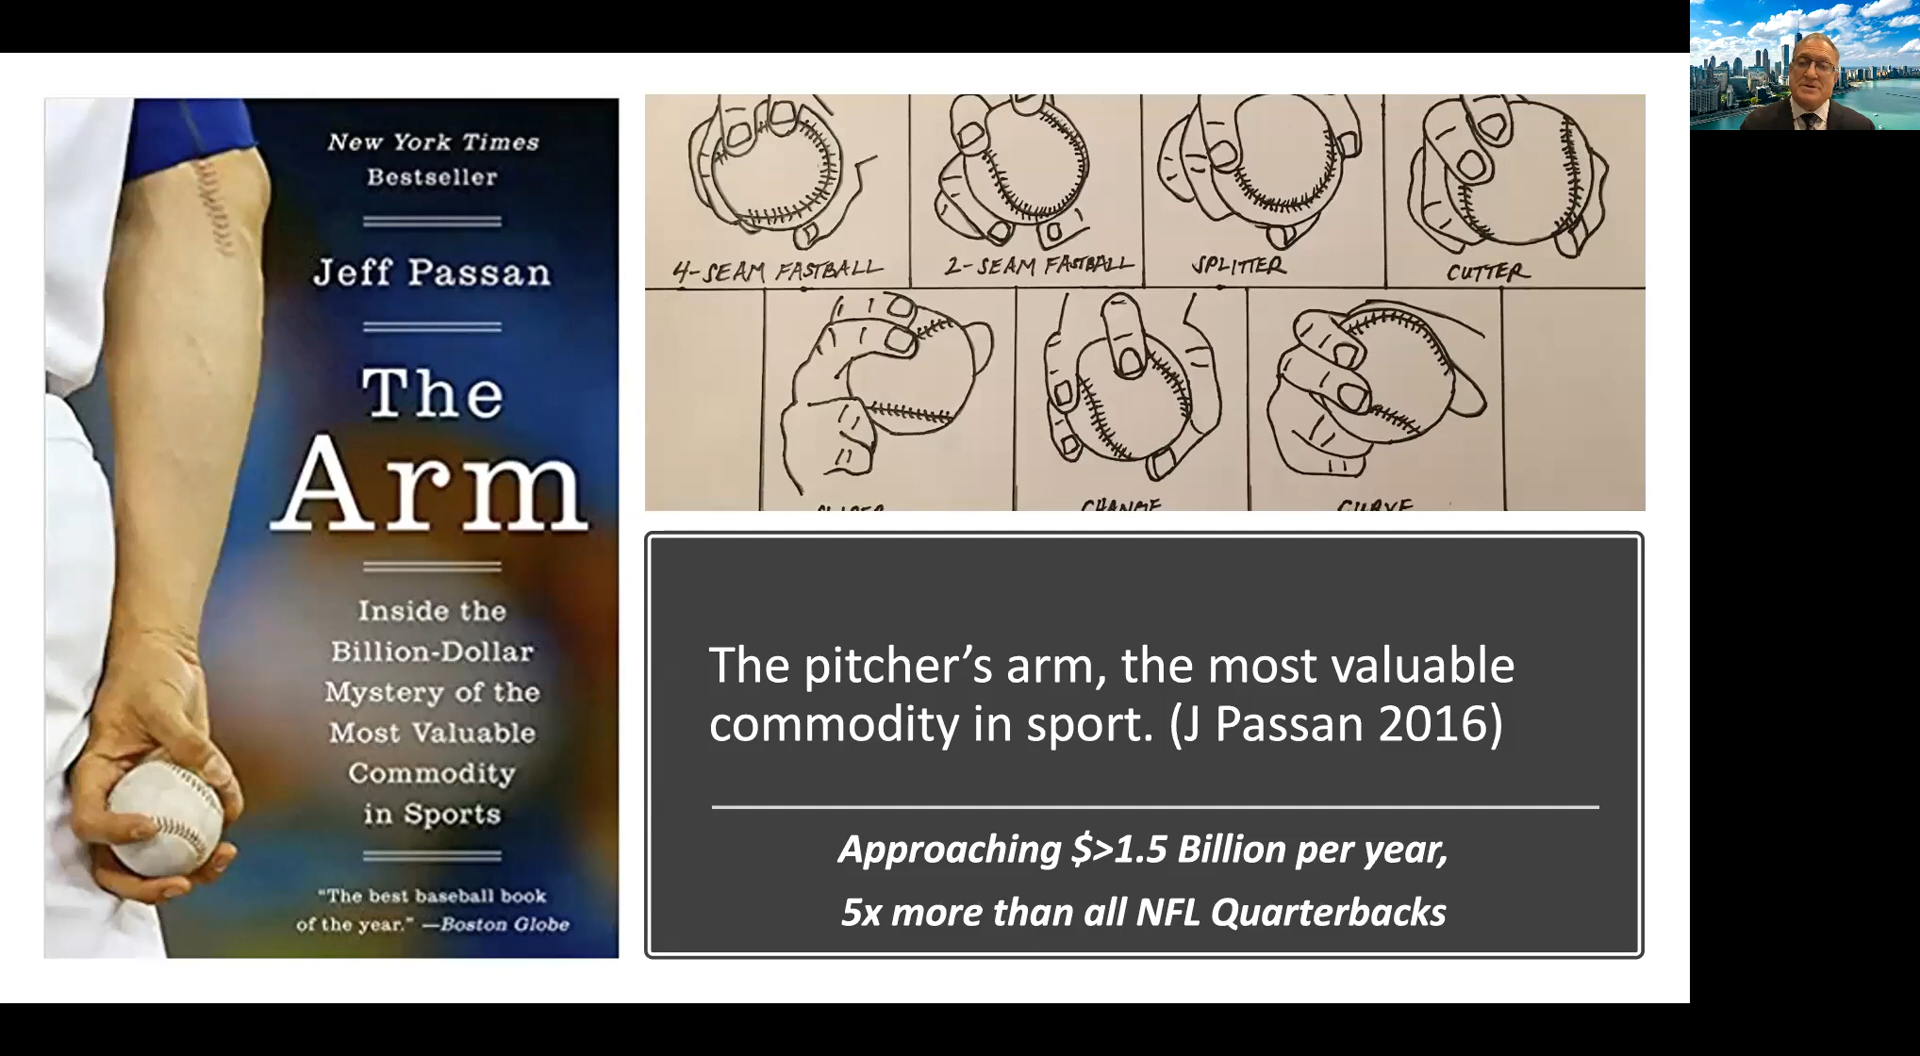 New York Times
Bestseller
Jeff Passan
The
Arm
Inside the
Billion-Dollar
Mystery of the
Most Valuable
Commodity
in Sports
"The best baseball book
of the year." —Boston Globe
4-SEAM FASTBALL
2-SEAM FASTBALL
SPLITTER
CUTTER
CHANGE
CURVE
The pitcher's arm, the most valuable
commodity in sport. (J Passan 2016)
Approaching $>1.5 Billion per year,
5x more than all NFL Quarterbacks